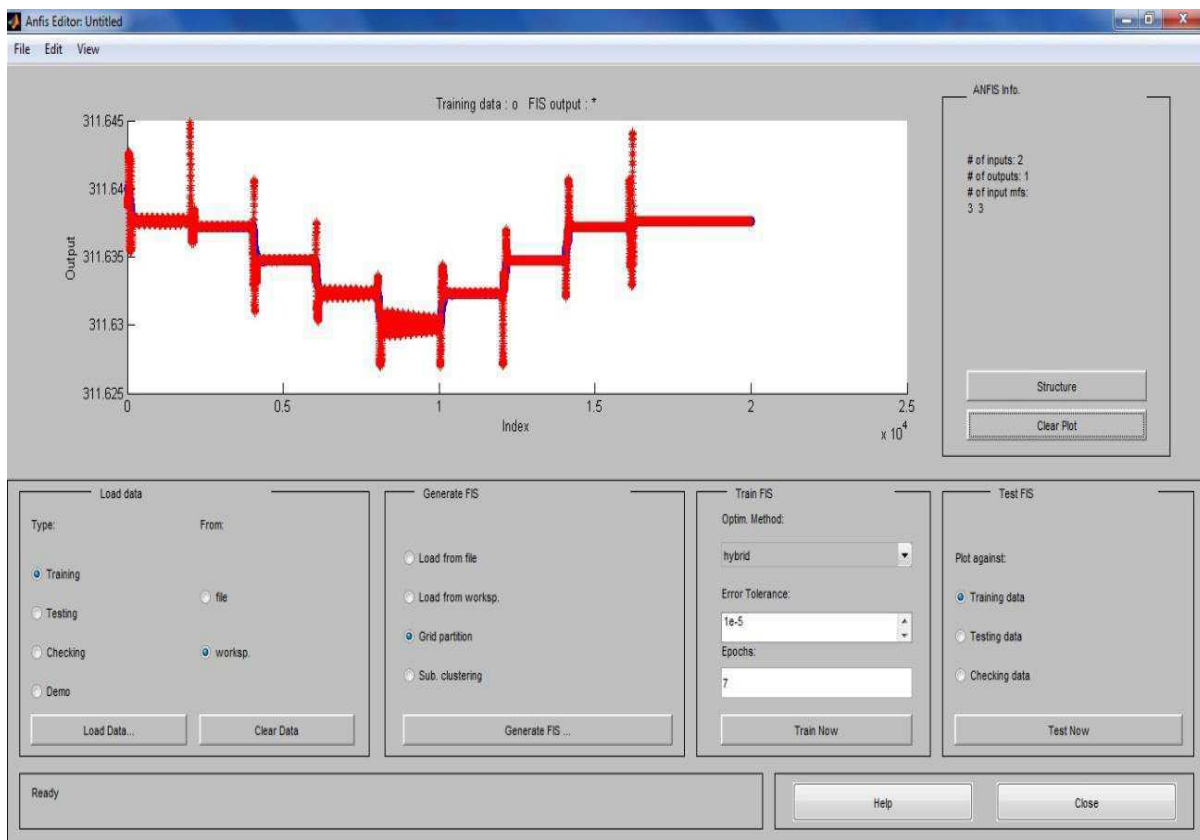 Anfis Editor: Untitled
File Edit View
Training data : o FIS output : *
311.645
311.64
311.635
311.63
311.625
Output
0 0.5 1 1.5 2 2.5
x 10^4
Index
ANFIS Info.
# of inputs: 2
# of outputs: 1
# of input mfs:
3 3
Structure
Clear Plot
Load data
Type:
From:
Training
Testing
Checking
Demo
file
worksp.
Load Data...
Clear Data
Generate FIS
Load from file
Load from worksp.
Grid partition
Sub. clustering
Generate FIS ...
Train FIS
Optim. Method:
hybrid
Error Tolerance:
1e-5
Epochs:
7
Train Now
Test FIS
Plot against:
Training data
Testing data
Checking data
Test Now
Ready
Help
Close